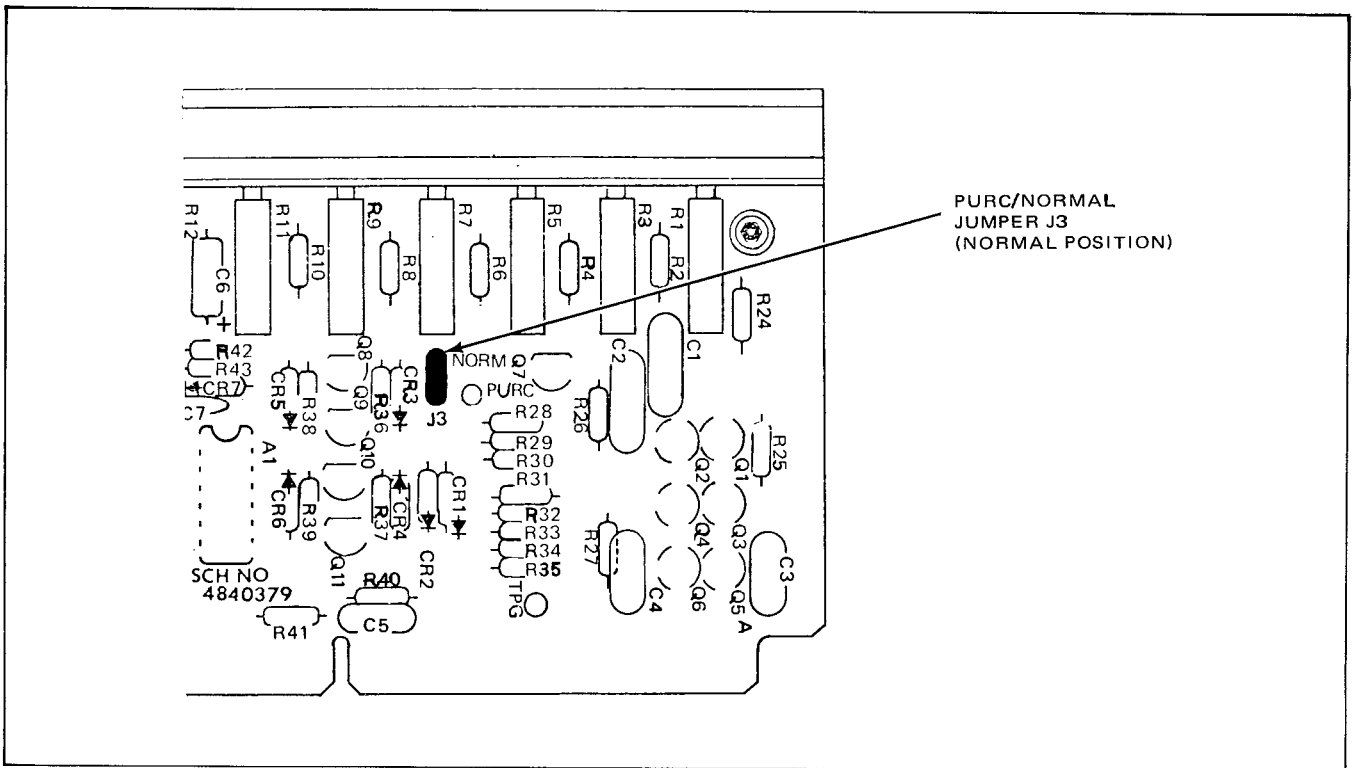 PURC/NORMAL
JUMPER J3
(NORMAL POSITION)
R12
R11
R9
R7
R5
R3
R1
C6
R10
R8
R6
R4
R2
R24
+
R42
R43
CR7
C7
Q8
CR5
R38
Q9
R36
CR3
NORM
PURC
J3
Q7
C2
C1
R28
R26
R29
R30
R31
A1
Q10
Q2
Q1
R25
CR6
R39
R37
CR4
CR1
R32
R33
R34
R35
R27
Q4
Q3
C3
SCH NO
4840379
Q11
R40
CR2
TPG
C4
Q6
Q5
A
R41
C5